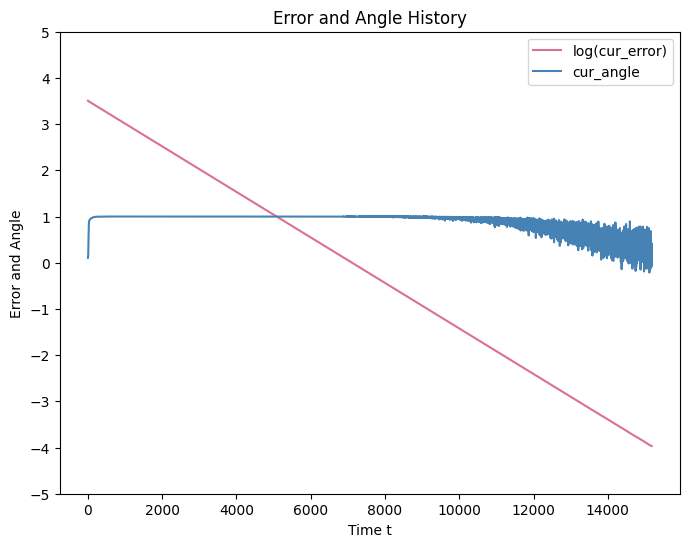 Error and Angle History
log(cur_error)
cur_angle
Error and Angle
5
4
3
2
1
0
−1
−2
−3
−4
−5
0 2000 4000 6000 8000 10000 12000 14000
Time t